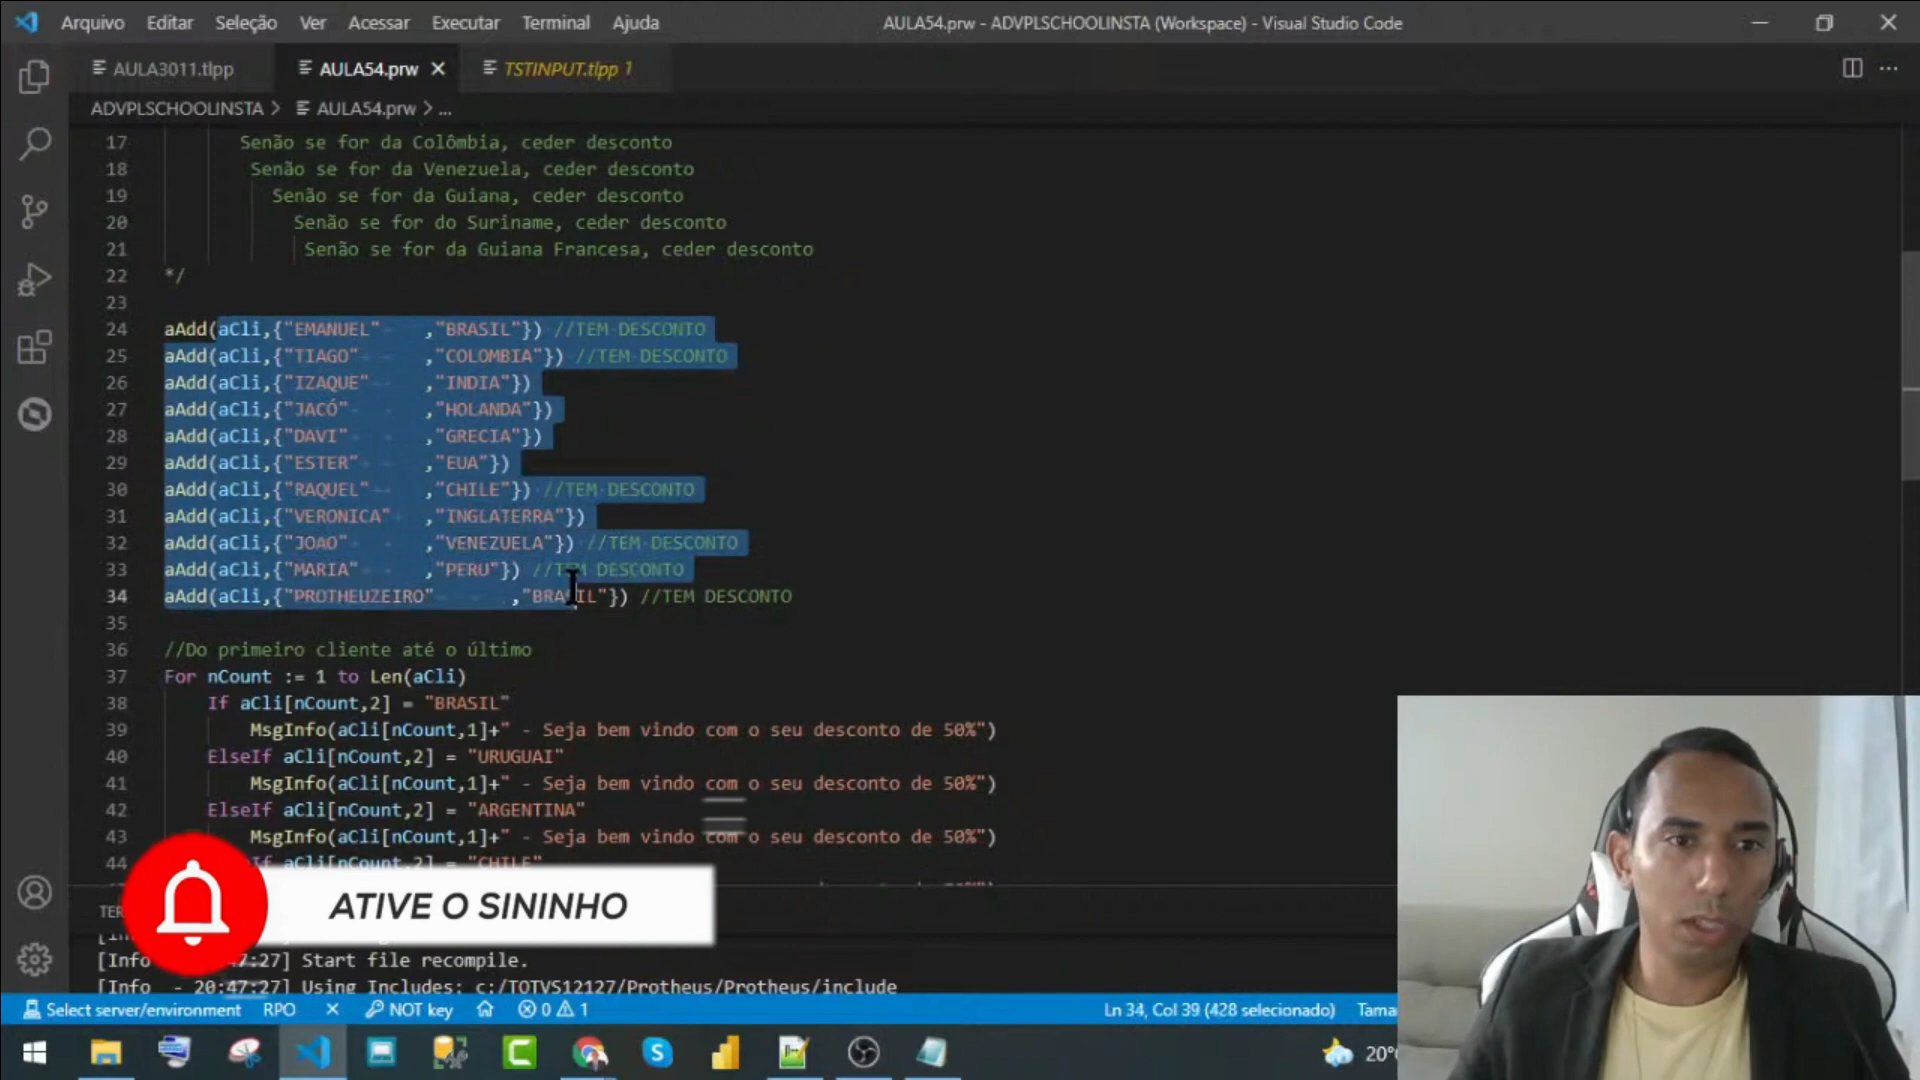 Arquivo Editar Seleção Ver Acessar Executar Terminal Ajuda
AULA54.prw - ADVPLSCHOOLINSTA (Workspace) - Visual Studio Code
AULA3011.tlpp AULA54.prw TSTINPUT.tlpp 1
ADVPLSCHOOLINSTA > AULA54.prw > ...
17 Senão se for da Colômbia, ceder desconto
18 Senão se for da Venezuela, ceder desconto
19 Senão se for da Guiana, ceder desconto
20 Senão se for do Suriname, ceder desconto
21 Senão se for da Guiana Francesa, ceder desconto
22 */
23
24 aAdd(aCli,{"EMANUEL" ,"BRASIL"}) //TEM DESCONTO
25 aAdd(aCli,{"TIAGO" ,"COLOMBIA"}) //TEM DESCONTO
26 aAdd(aCli,{"IZAQUE" ,"INDIA"})
27 aAdd(aCli,{"JACÓ" ,"HOLANDA"})
28 aAdd(aCli,{"DAVI" ,"GRECIA"})
29 aAdd(aCli,{"ESTER" ,"EUA"})
30 aAdd(aCli,{"RAQUEL" ,"CHILE"}) //TEM DESCONTO
31 aAdd(aCli,{"VERONICA" ,"INGLATERRA"})
32 aAdd(aCli,{"JOAO" ,"VENEZUELA"}) //TEM DESCONTO
33 aAdd(aCli,{"MARIA" ,"PERU"}) //TEM DESCONTO
34 aAdd(aCli,{"PROTHEUZEIRO" ,"BRASIL"}) //TEM DESCONTO
35
36 //Do primeiro cliente até o último
37 For nCount := 1 to Len(aCli)
38 If aCli[nCount,2] = "BRASIL"
39 MsgInfo(aCli[nCount,1]+" - Seja bem vindo com o seu desconto de 50%")
40 ElseIf aCli[nCount,2] = "URUGUAI"
41 MsgInfo(aCli[nCount,1]+" - Seja bem vindo com o seu desconto de 50%")
42 ElseIf aCli[nCount,2] = "ARGENTINA"
43 MsgInfo(aCli[nCount,1]+" - Seja bem vindo com o seu desconto de 50%")
44 If aCli[nCount,2] = "CHILE"
ATIVE O SININHO
TER
[Info 47:27] Start file recompile.
[Info - 20:47:27] Using Includes: c:/TOTVS12127/Protheus/Protheus/include
Select server/environment RPO NOT key 0 1 Ln 34, Col 39 (428 selecionado) Tama
20°